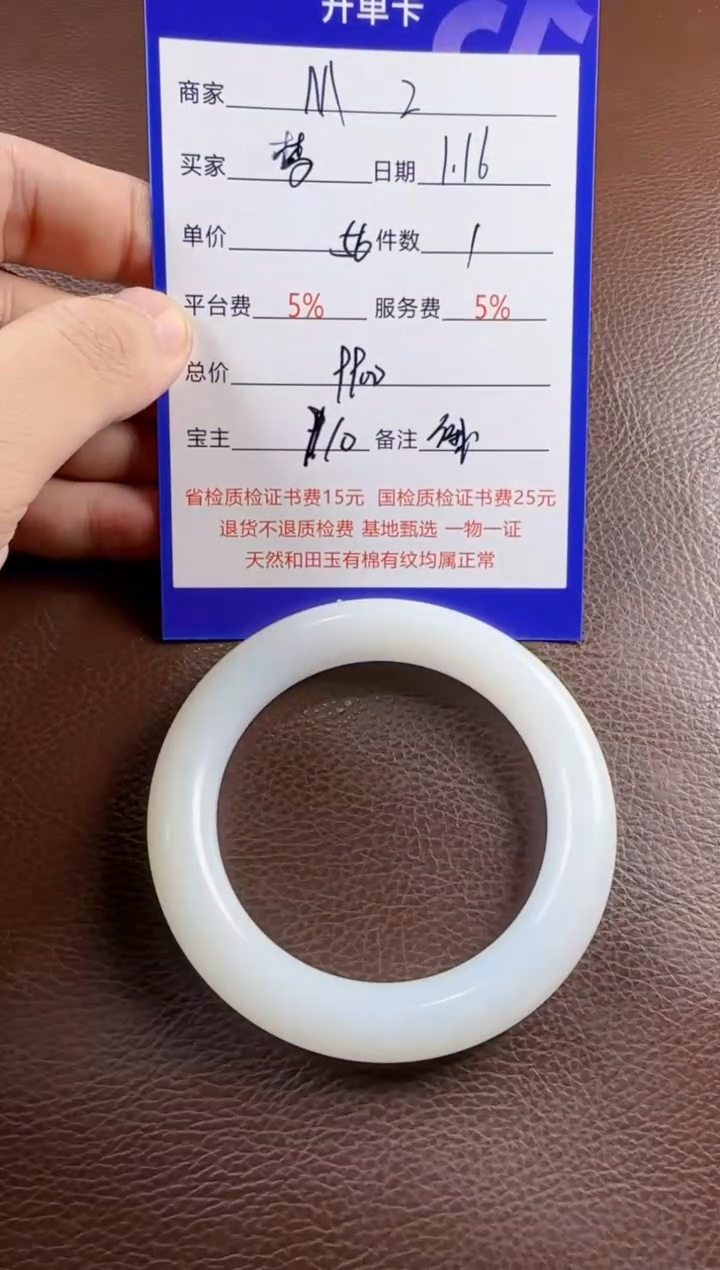 开单卡
商家 M 2
买家 日期 1.16
单价 56 件数 1
平台费 5% 服务费 5%
总价
宝主 10 备注
省检质检证书费15元 国检质检证书费25元
退货不退质检费 基地甄选 一物一证
天然和田玉有棉有纹均属正常